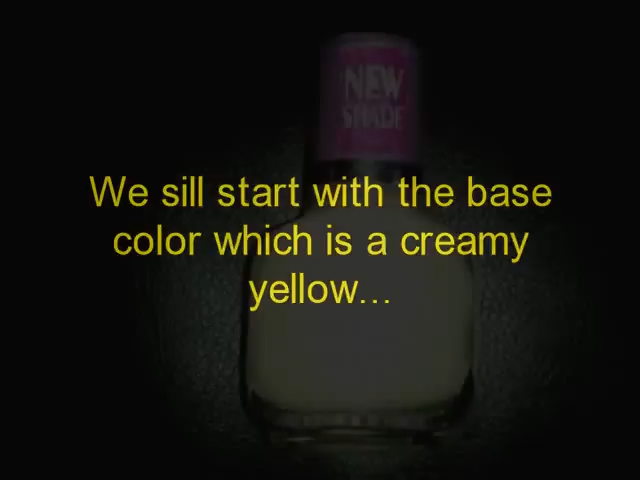 NEW
SHADE
We sill start with the base
color which is a creamy
yellow...